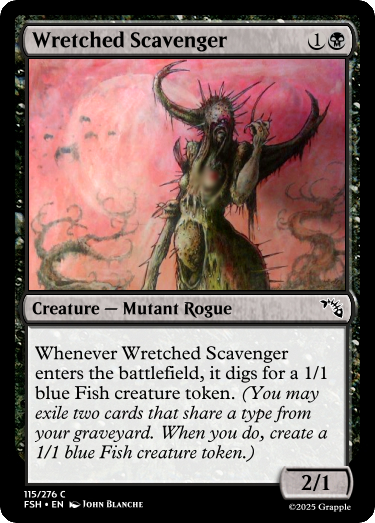 Wretched Scavenger 1
Creature — Mutant Rogue
Whenever Wretched Scavenger
enters the battlefield, it digs for a 1/1
blue Fish creature token. (You may
exile two cards that share a type from
your graveyard. When you do, create a
1/1 blue Fish creature token.)
2/1
115/276 C
FSH • EN JOHN BLANCHE
©2025 Grapple